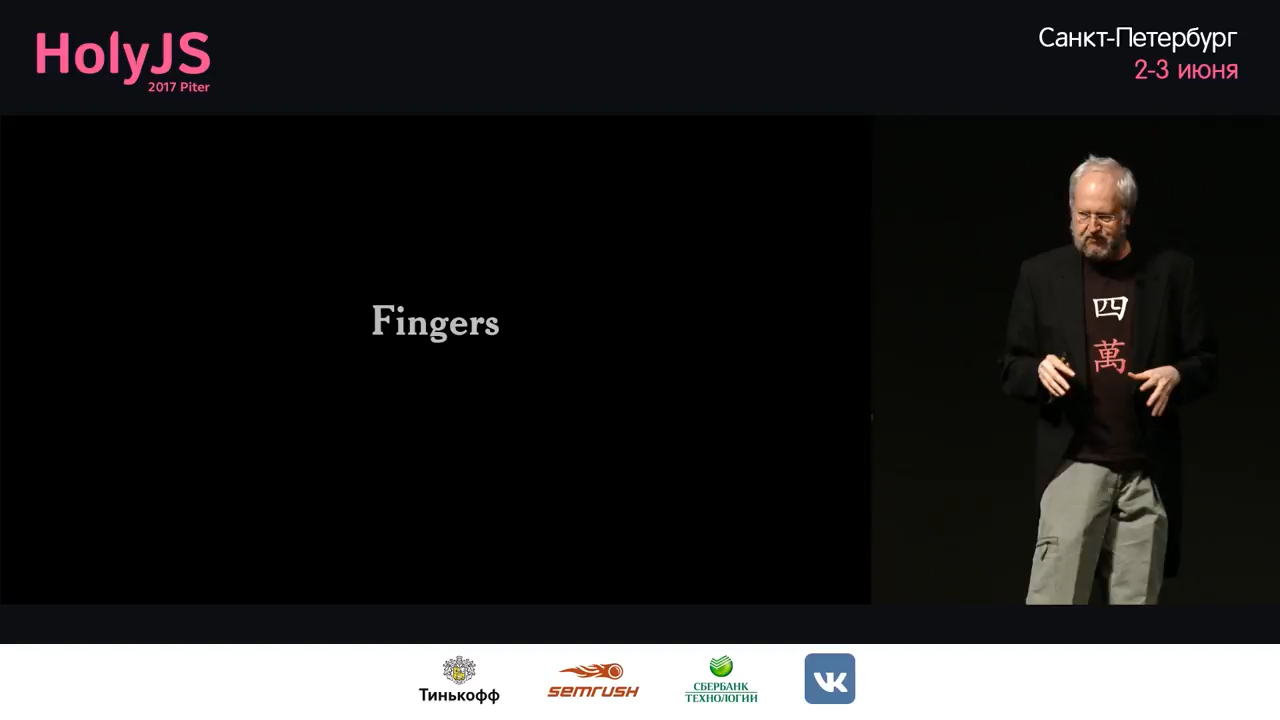 HolyJS
2017 Piter
Санкт-Петербург
2-3 июня
Fingers
四
萬
Тинькофф
semrush
СБЕРБАНК
ТЕХНОЛОГИИ
VK